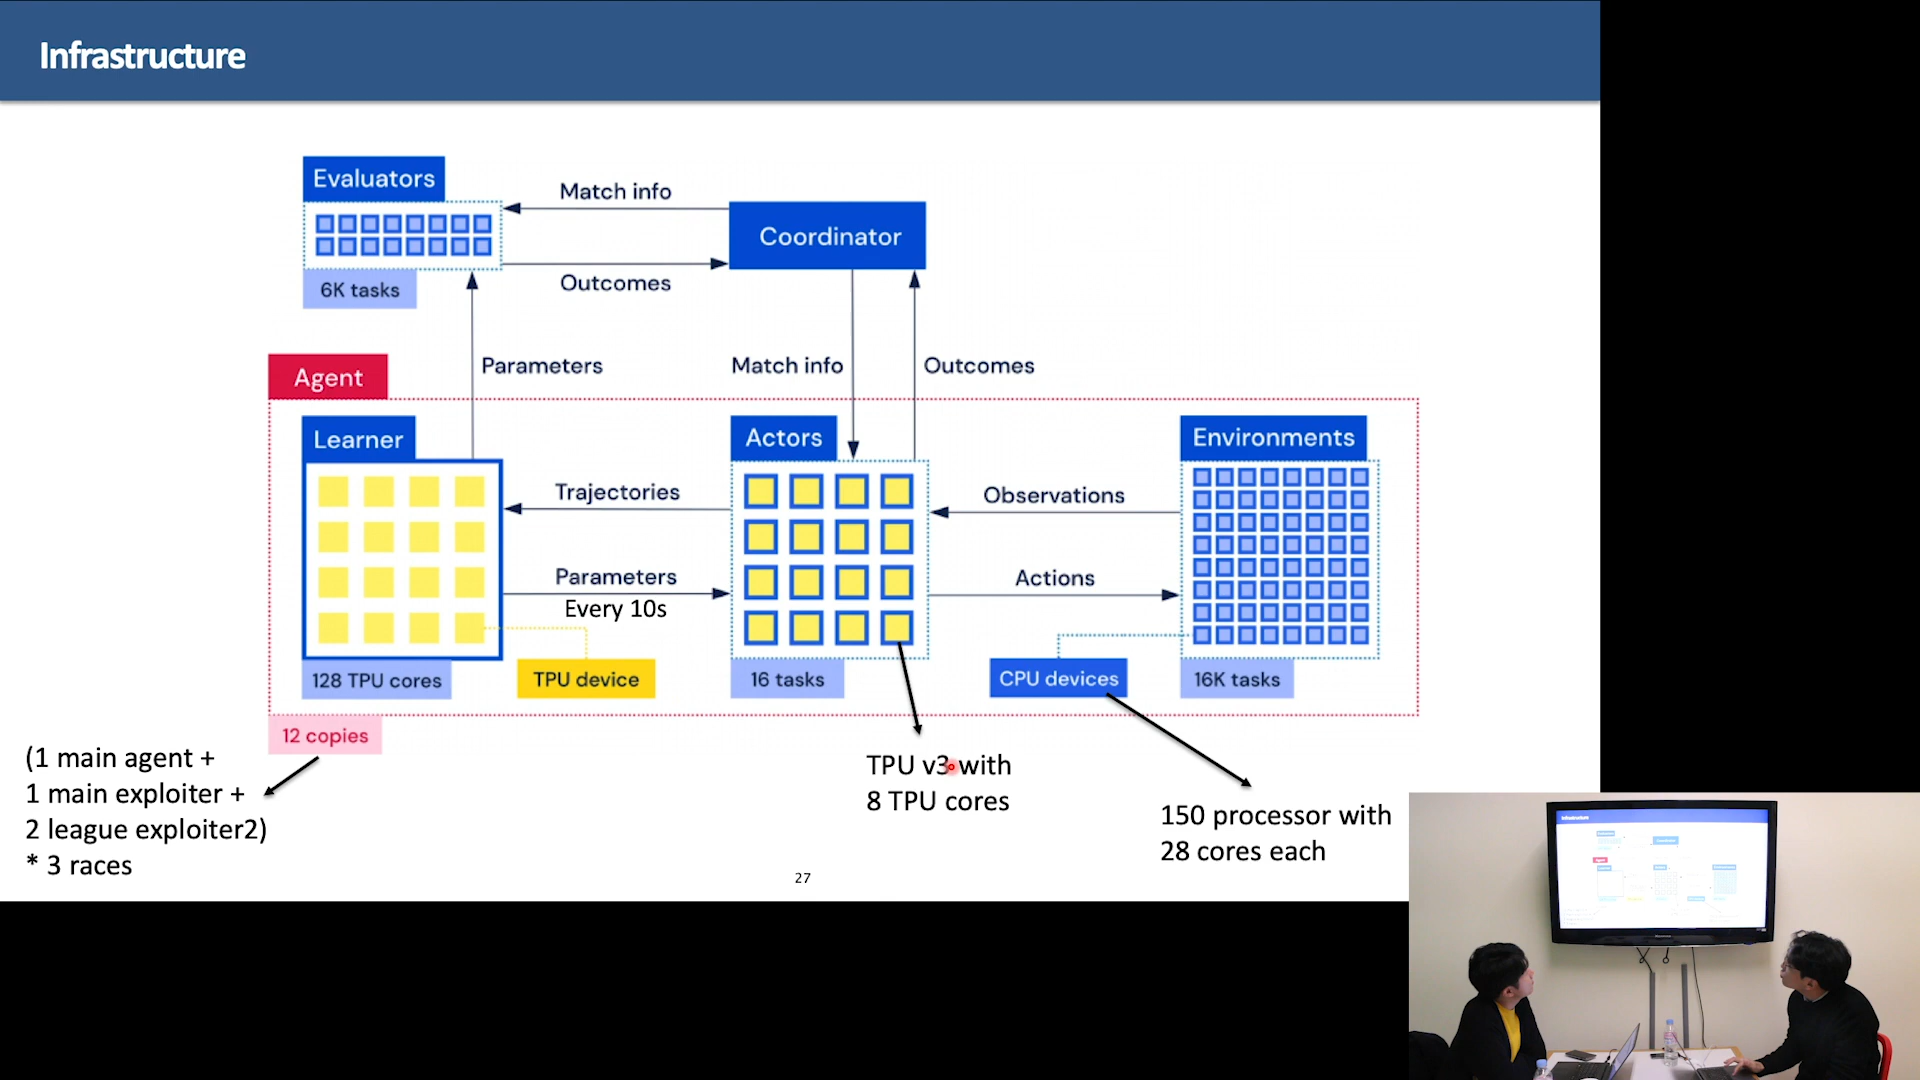 Infrastructure
Evaluators
6K tasks
Match info
Outcomes
Coordinator
Parameters
Match info
Outcomes
Agent
Learner
128 TPU cores
Trajectories
Parameters
Every 10s
TPU device
Actors
16 tasks
Observations
Actions
CPU devices
Environments
16K tasks
12 copies
(1 main agent +
1 main exploiter +
2 league exploiter2)
* 3 races
TPU v3 with
8 TPU cores
150 processor with
28 cores each
27
Infrastructure